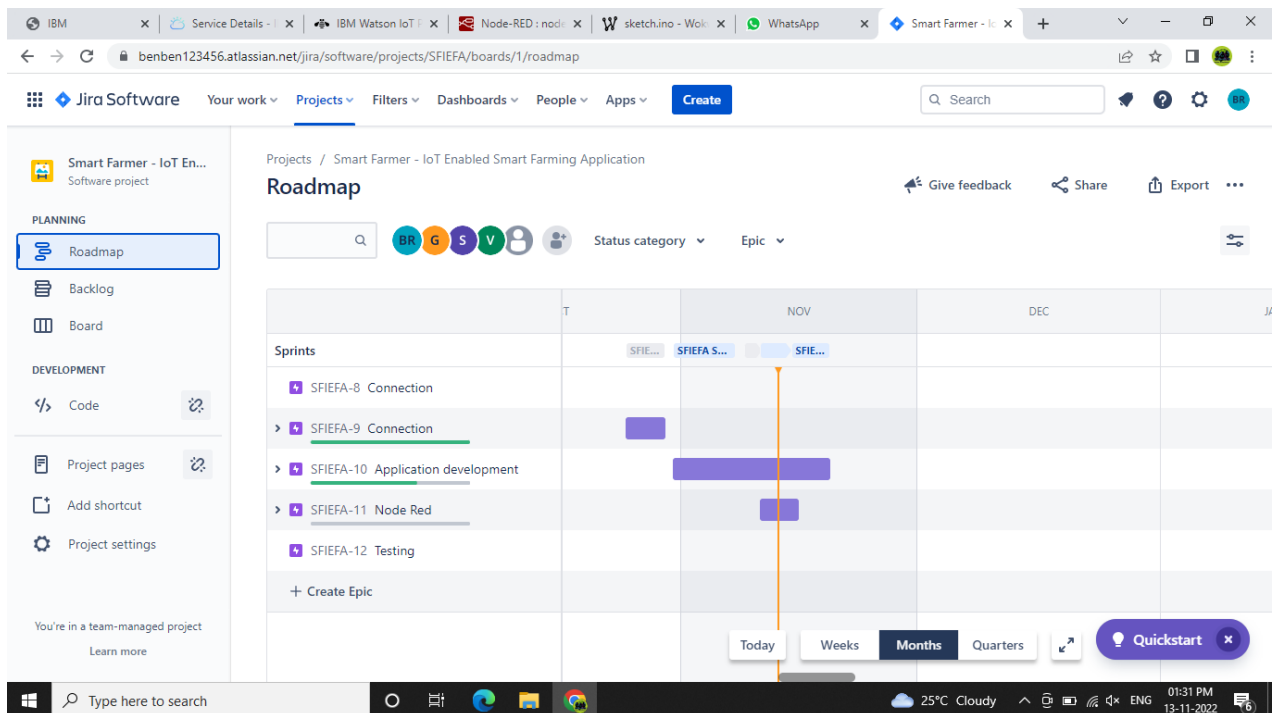 IBM
Service Details - I
IBM Watson IoT P
Node-RED : node
sketch.ino - Wok
WhatsApp
Smart Farmer - Io
benben123456.atlassian.net/jira/software/projects/SFIEFA/boards/1/roadmap
Jira Software
Your work
Projects
Filters
Dashboards
People
Apps
Create
Search
BR
Smart Farmer - IoT En...
Software project
PLANNING
Roadmap
Backlog
Board
DEVELOPMENT
Code
Project pages
Add shortcut
Project settings
You're in a team-managed project
Learn more
Projects / Smart Farmer - IoT Enabled Smart Farming Application
Roadmap
Give feedback
Share
Export
BR G S V
Status category
Epic
T
NOV
DEC
JA
Sprints
SFIE...
SFIEFA S...
SFIE...
SFIEFA-8 Connection
SFIEFA-9 Connection
SFIEFA-10 Application development
SFIEFA-11 Node Red
SFIEFA-12 Testing
+ Create Epic
Today
Weeks
Months
Quarters
Quickstart
Type here to search
25°C Cloudy
ENG
01:31 PM
13-11-2022
6